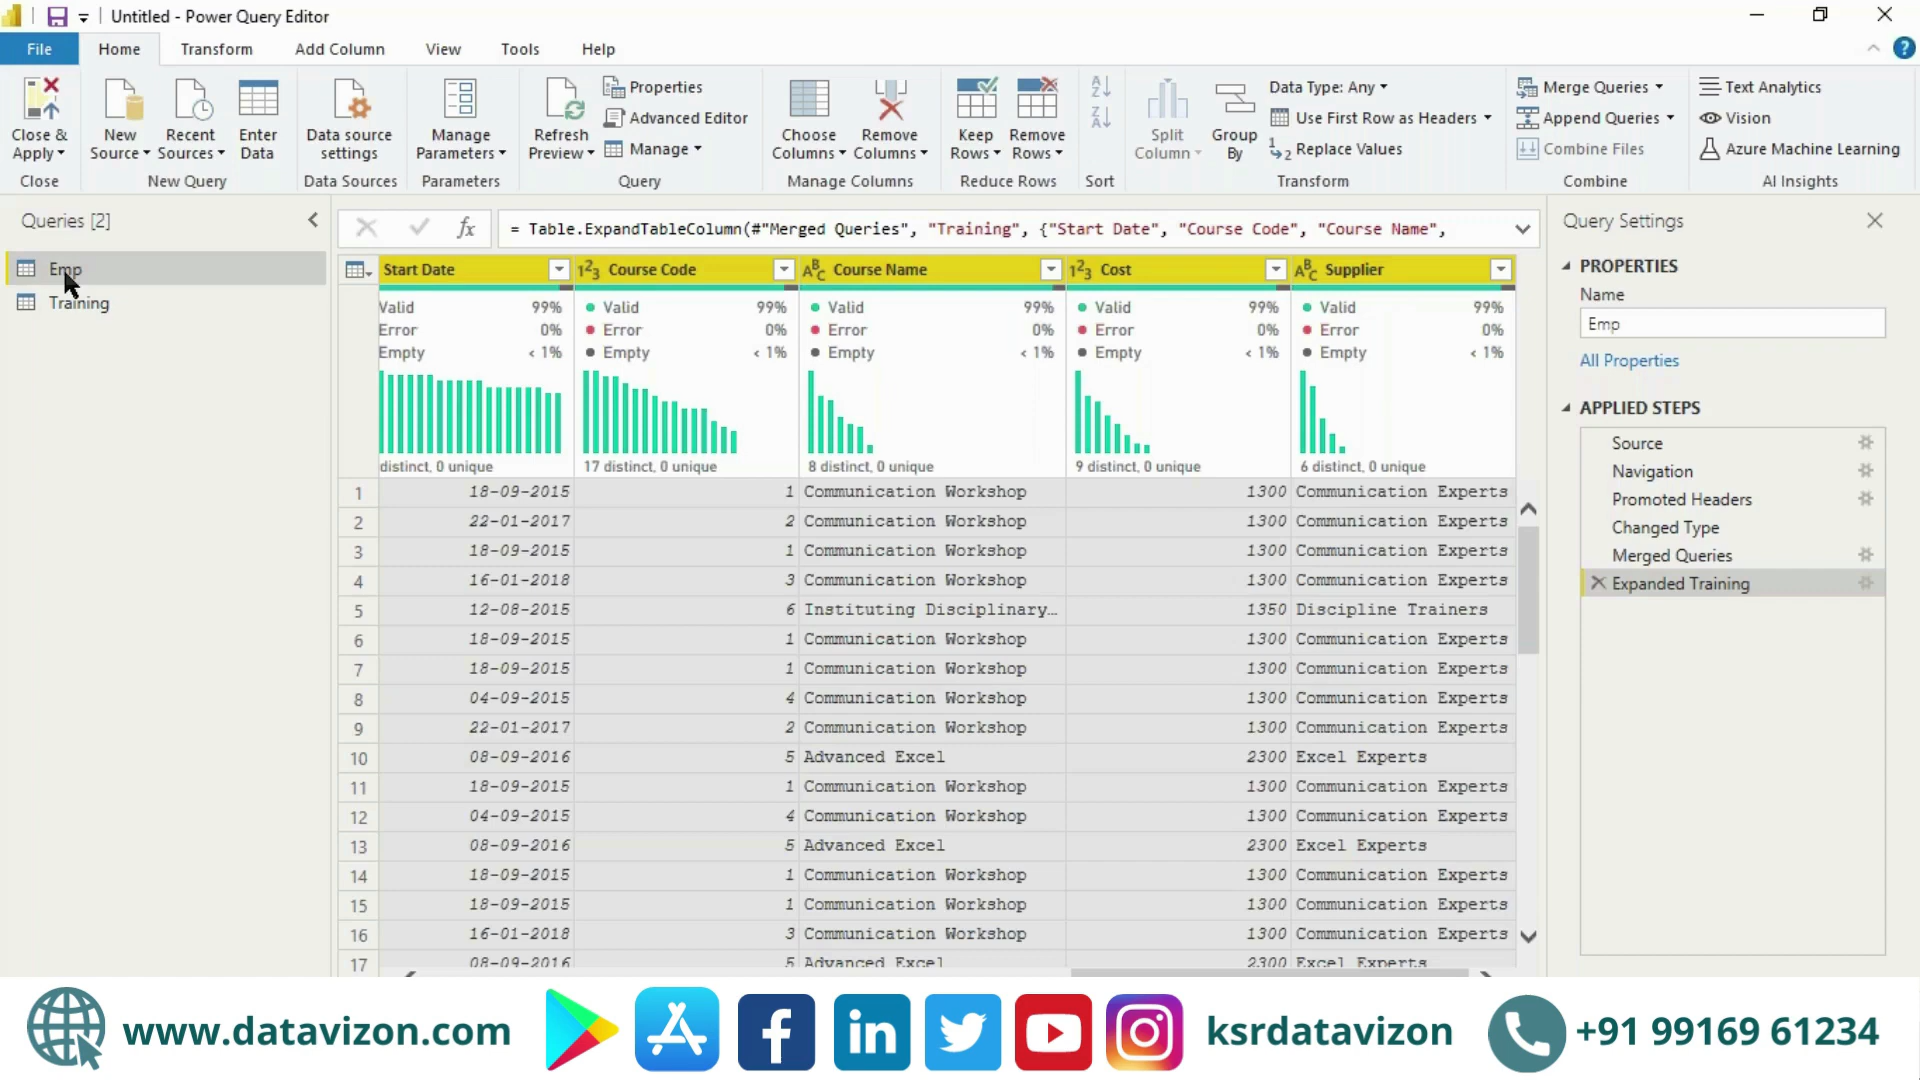 Untitled - Power Query Editor
File Home Transform Add Column View Tools Help
Close & Apply
New Source
Recent Sources
Enter Data
Data source settings
Manage Parameters
Refresh Preview
Properties
Advanced Editor
Manage
Choose Columns
Remove Columns
Keep Rows
Remove Rows
Split Column
Group By
Data Type: Any
Use First Row as Headers
Replace Values
Merge Queries
Append Queries
Combine Files
Text Analytics
Vision
Azure Machine Learning
Close New Query Data Sources Parameters Query Manage Columns Reduce Rows Sort Transform Combine AI Insights
Queries [2]
Emp
Training
= Table.ExpandTableColumn(#"Merged Queries", "Training", {"Start Date", "Course Code", "Course Name",
Start Date 123 Course Code ABC Course Name 123 Cost ABC Supplier
Valid 99% Valid 99% Valid 99% Valid 99% Valid 99%
Error 0% Error 0% Error 0% Error 0% Error 0%
Empty < 1% Empty < 1% Empty < 1% Empty < 1% Empty < 1%
distinct, 0 unique 17 distinct, 0 unique 8 distinct, 0 unique 9 distinct, 0 unique 6 distinct, 0 unique
1 18-09-2015 1 Communication Workshop 1300 Communication Experts
2 22-01-2017 2 Communication Workshop 1300 Communication Experts
3 18-09-2015 1 Communication Workshop 1300 Communication Experts
4 16-01-2018 3 Communication Workshop 1300 Communication Experts
5 12-08-2015 6 Instituting Disciplinary... 1350 Discipline Trainers
6 18-09-2015 1 Communication Workshop 1300 Communication Experts
7 18-09-2015 1 Communication Workshop 1300 Communication Experts
8 04-09-2015 4 Communication Workshop 1300 Communication Experts
9 22-01-2017 2 Communication Workshop 1300 Communication Experts
10 08-09-2016 5 Advanced Excel 2300 Excel Experts
11 18-09-2015 1 Communication Workshop 1300 Communication Experts
12 04-09-2015 4 Communication Workshop 1300 Communication Experts
13 08-09-2016 5 Advanced Excel 2300 Excel Experts
14 18-09-2015 1 Communication Workshop 1300 Communication Experts
15 18-09-2015 1 Communication Workshop 1300 Communication Experts
16 16-01-2018 3 Communication Workshop 1300 Communication Experts
17 08-09-2016 5 Advanced Excel 2300 Excel Experts
Query Settings
PROPERTIES
Name
Emp
All Properties
APPLIED STEPS
Source
Navigation
Promoted Headers
Changed Type
Merged Queries
Expanded Training
www.datavizon.com ksrdatavizon +91 99169 61234